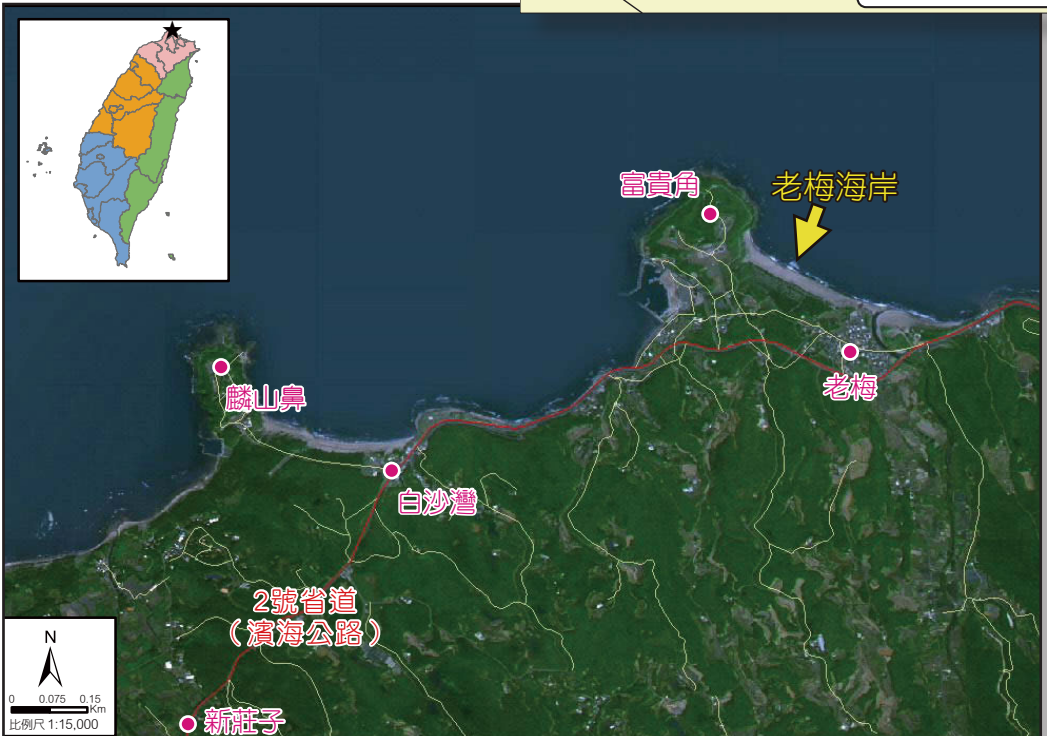 富貴角
老梅海岸
麟山鼻
老梅
白沙灣
2號省道
（濱海公路）
新莊子
N
0 0.075 0.15
Km
比例尺 1:15,000